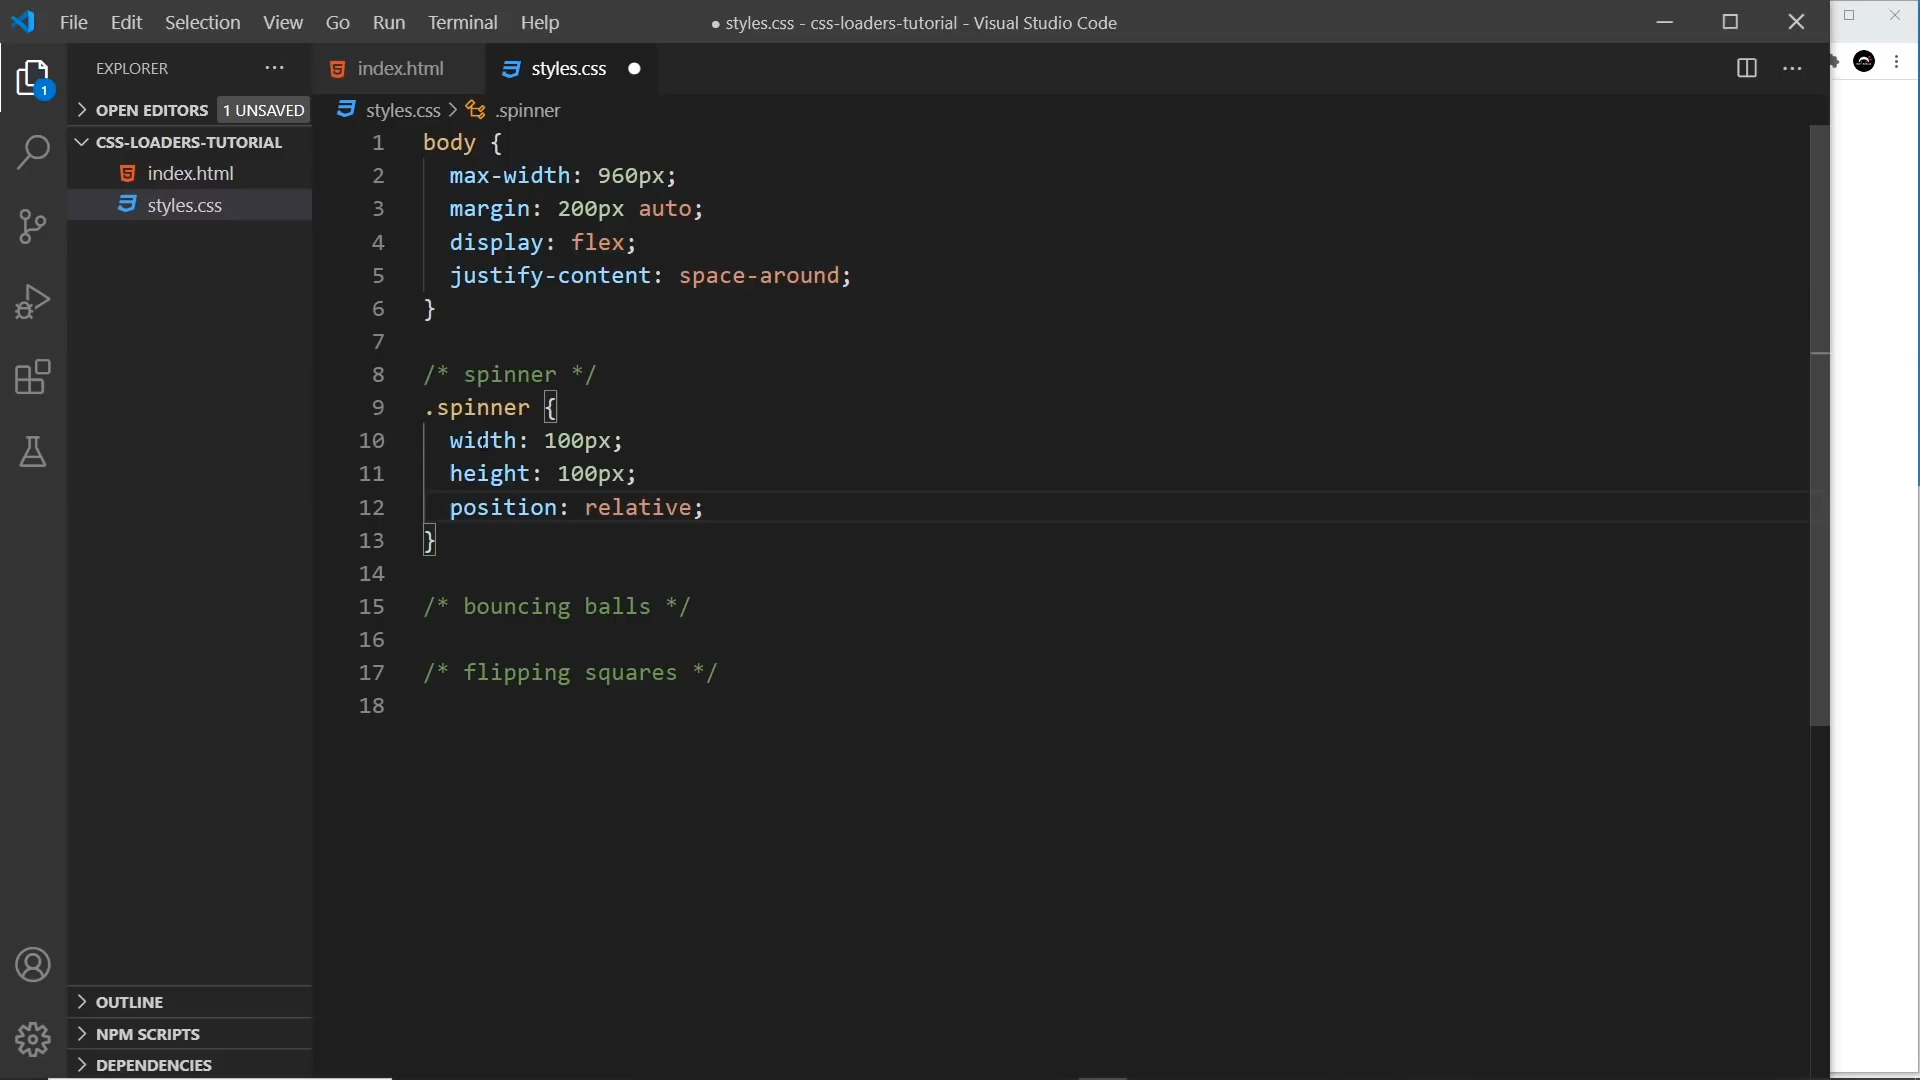 File Edit Selection View Go Run Terminal Help ● styles.css - css-loaders-tutorial - Visual Studio Code
EXPLORER ···
index.html
styles.css
1
OPEN EDITORS 1 UNSAVED
styles.css > .spinner
CSS-LOADERS-TUTORIAL
index.html
styles.css
1 body {
2 max-width: 960px;
3 margin: 200px auto;
4 display: flex;
5 justify-content: space-around;
6 }
7
8 /* spinner */
9 .spinner {
10 width: 100px;
11 height: 100px;
12 position: relative;
13 }
14
15 /* bouncing balls */
16
17 /* flipping squares */
18
OUTLINE
NPM SCRIPTS
DEPENDENCIES